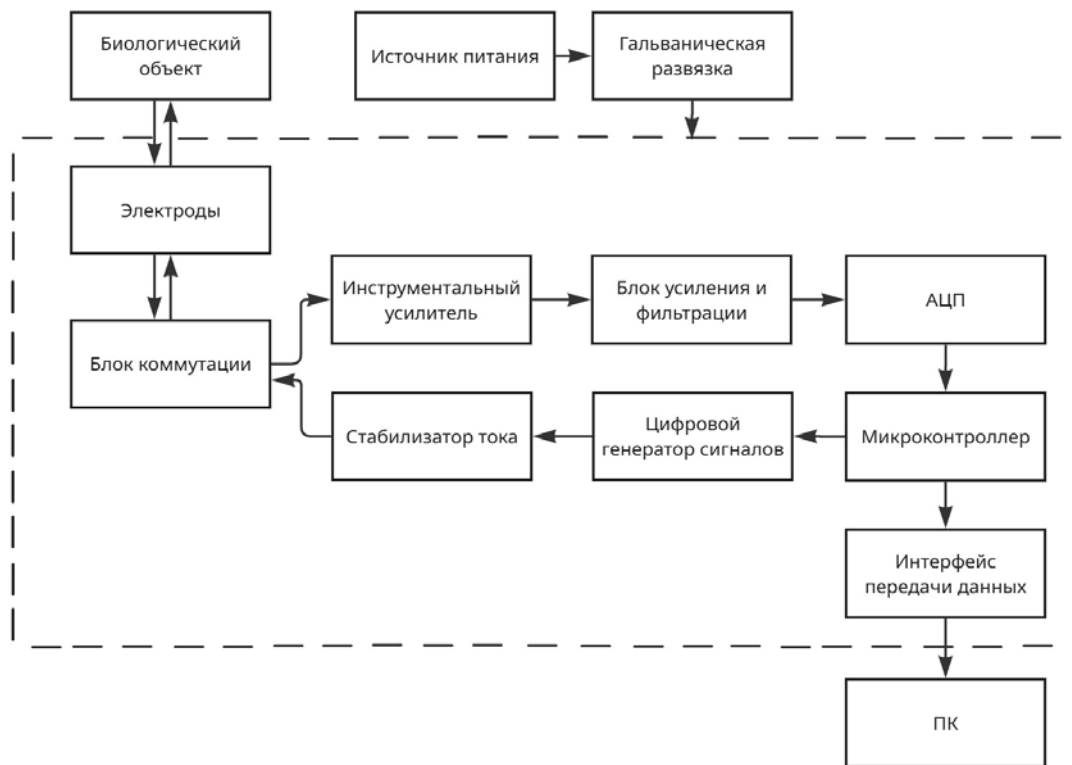 Биологический
объект
Источник питания
Гальваническая
развязка
Электроды
Инструментальный
усилитель
Блок усиления и
фильтрации
АЦП
Блок коммутации
Стабилизатор тока
Цифровой
генератор сигналов
Микроконтроллер
Интерфейс
передачи данных
ПК